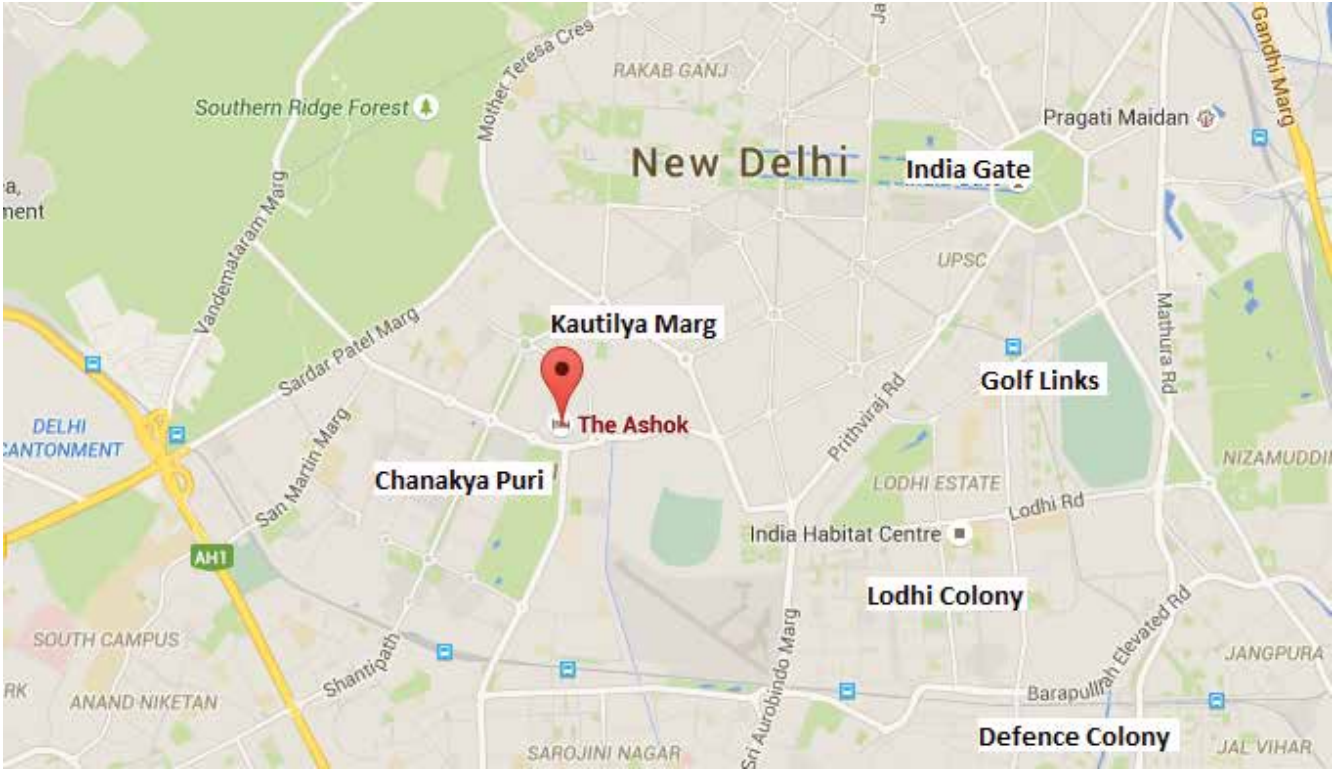 Gandhi Marg
Ja
Mother Teresa Cres
RAKAB GANJ
Southern Ridge Forest
Pragati Maidan
New Delhi
India Gate
a,
ment
Vandemataram Marg
UPSC
Kautilya Marg
Sardar Patel Marg
Mathura Rd
Golf Links
The Ashok
Prithviraj Rd
DELHI
CANTONMENT
San Martin Marg
Chanakya Puri
NIZAMUDDIN
LODHI ESTATE
Lodhi Rd
India Habitat Centre
AH1
Lodhi Colony
SOUTH CAMPUS
Shantipath
Sri Aurobindo Marg
Barapullah Elevated Rd
JANGPURA
RK
ANAND NIKETAN
Defence Colony
SAROJINI NAGAR
JAL VIHAR